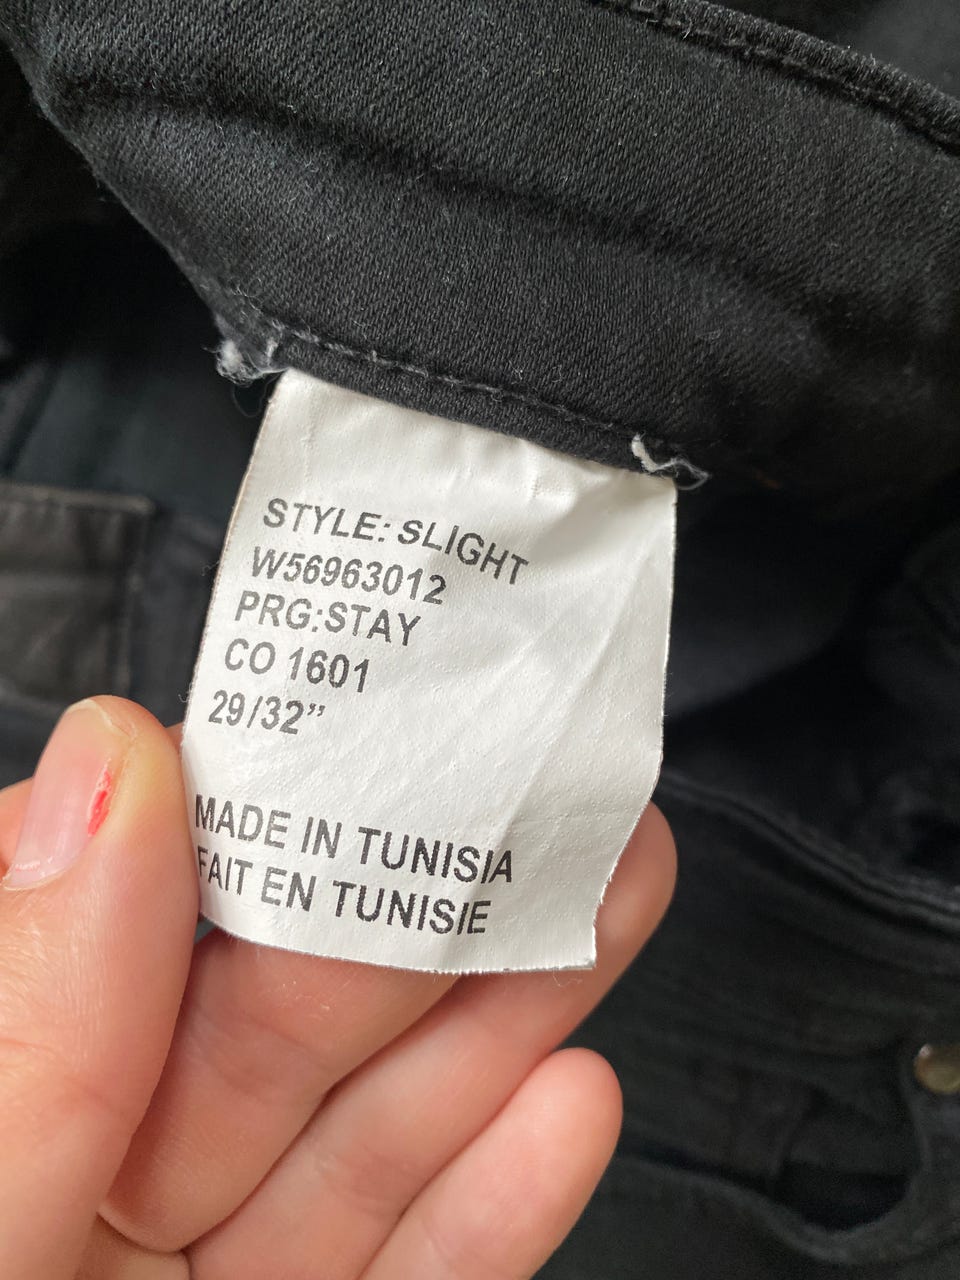 STYLE: SLIGHT
W56963012
PRG:STAY
CO 1601
29/32”
MADE IN TUNISIA
FAIT EN TUNISIE